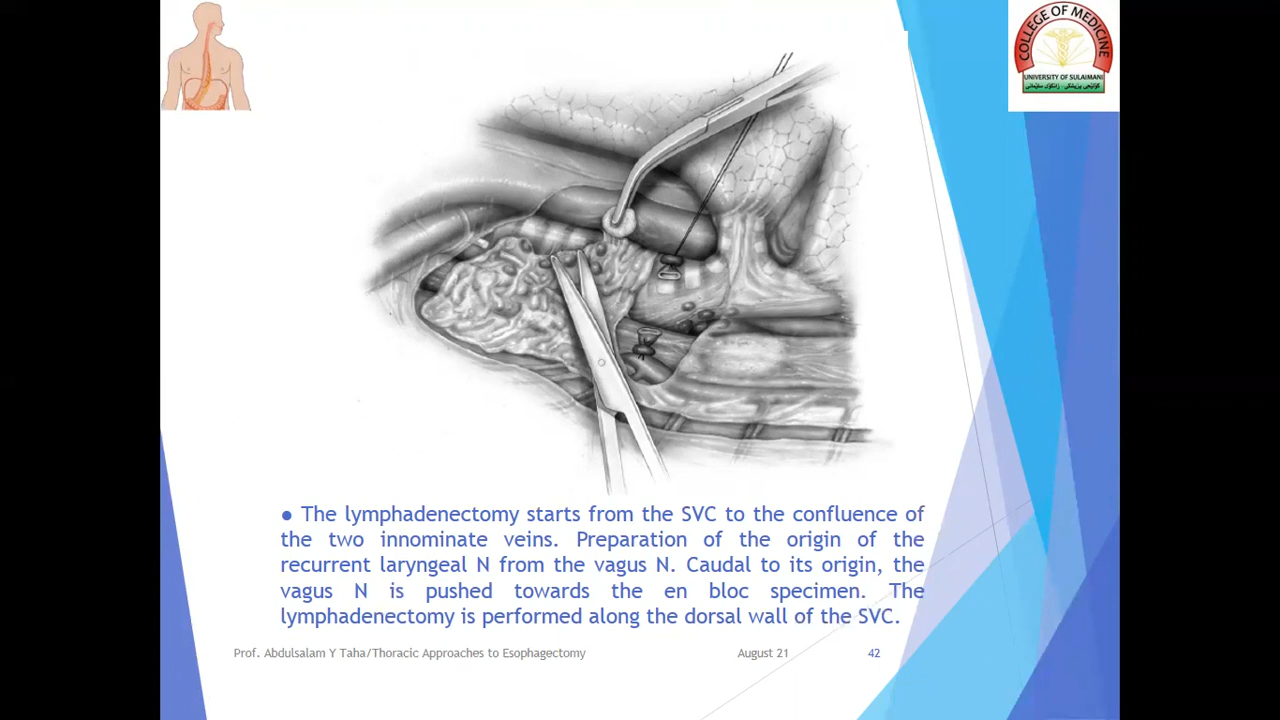 COLLEGE OF MEDICINE
UNIVERSITY OF SULAIMANI
● The lymphadenectomy starts from the SVC to the confluence of
the two innominate veins. Preparation of the origin of the
recurrent laryngeal N from the vagus N. Caudal to its origin, the
vagus N is pushed towards the en bloc specimen. The
lymphadenectomy is performed along the dorsal wall of the SVC.
Prof. Abdulsalam Y Taha/Thoracic Approaches to Esophagectomy August 21 42